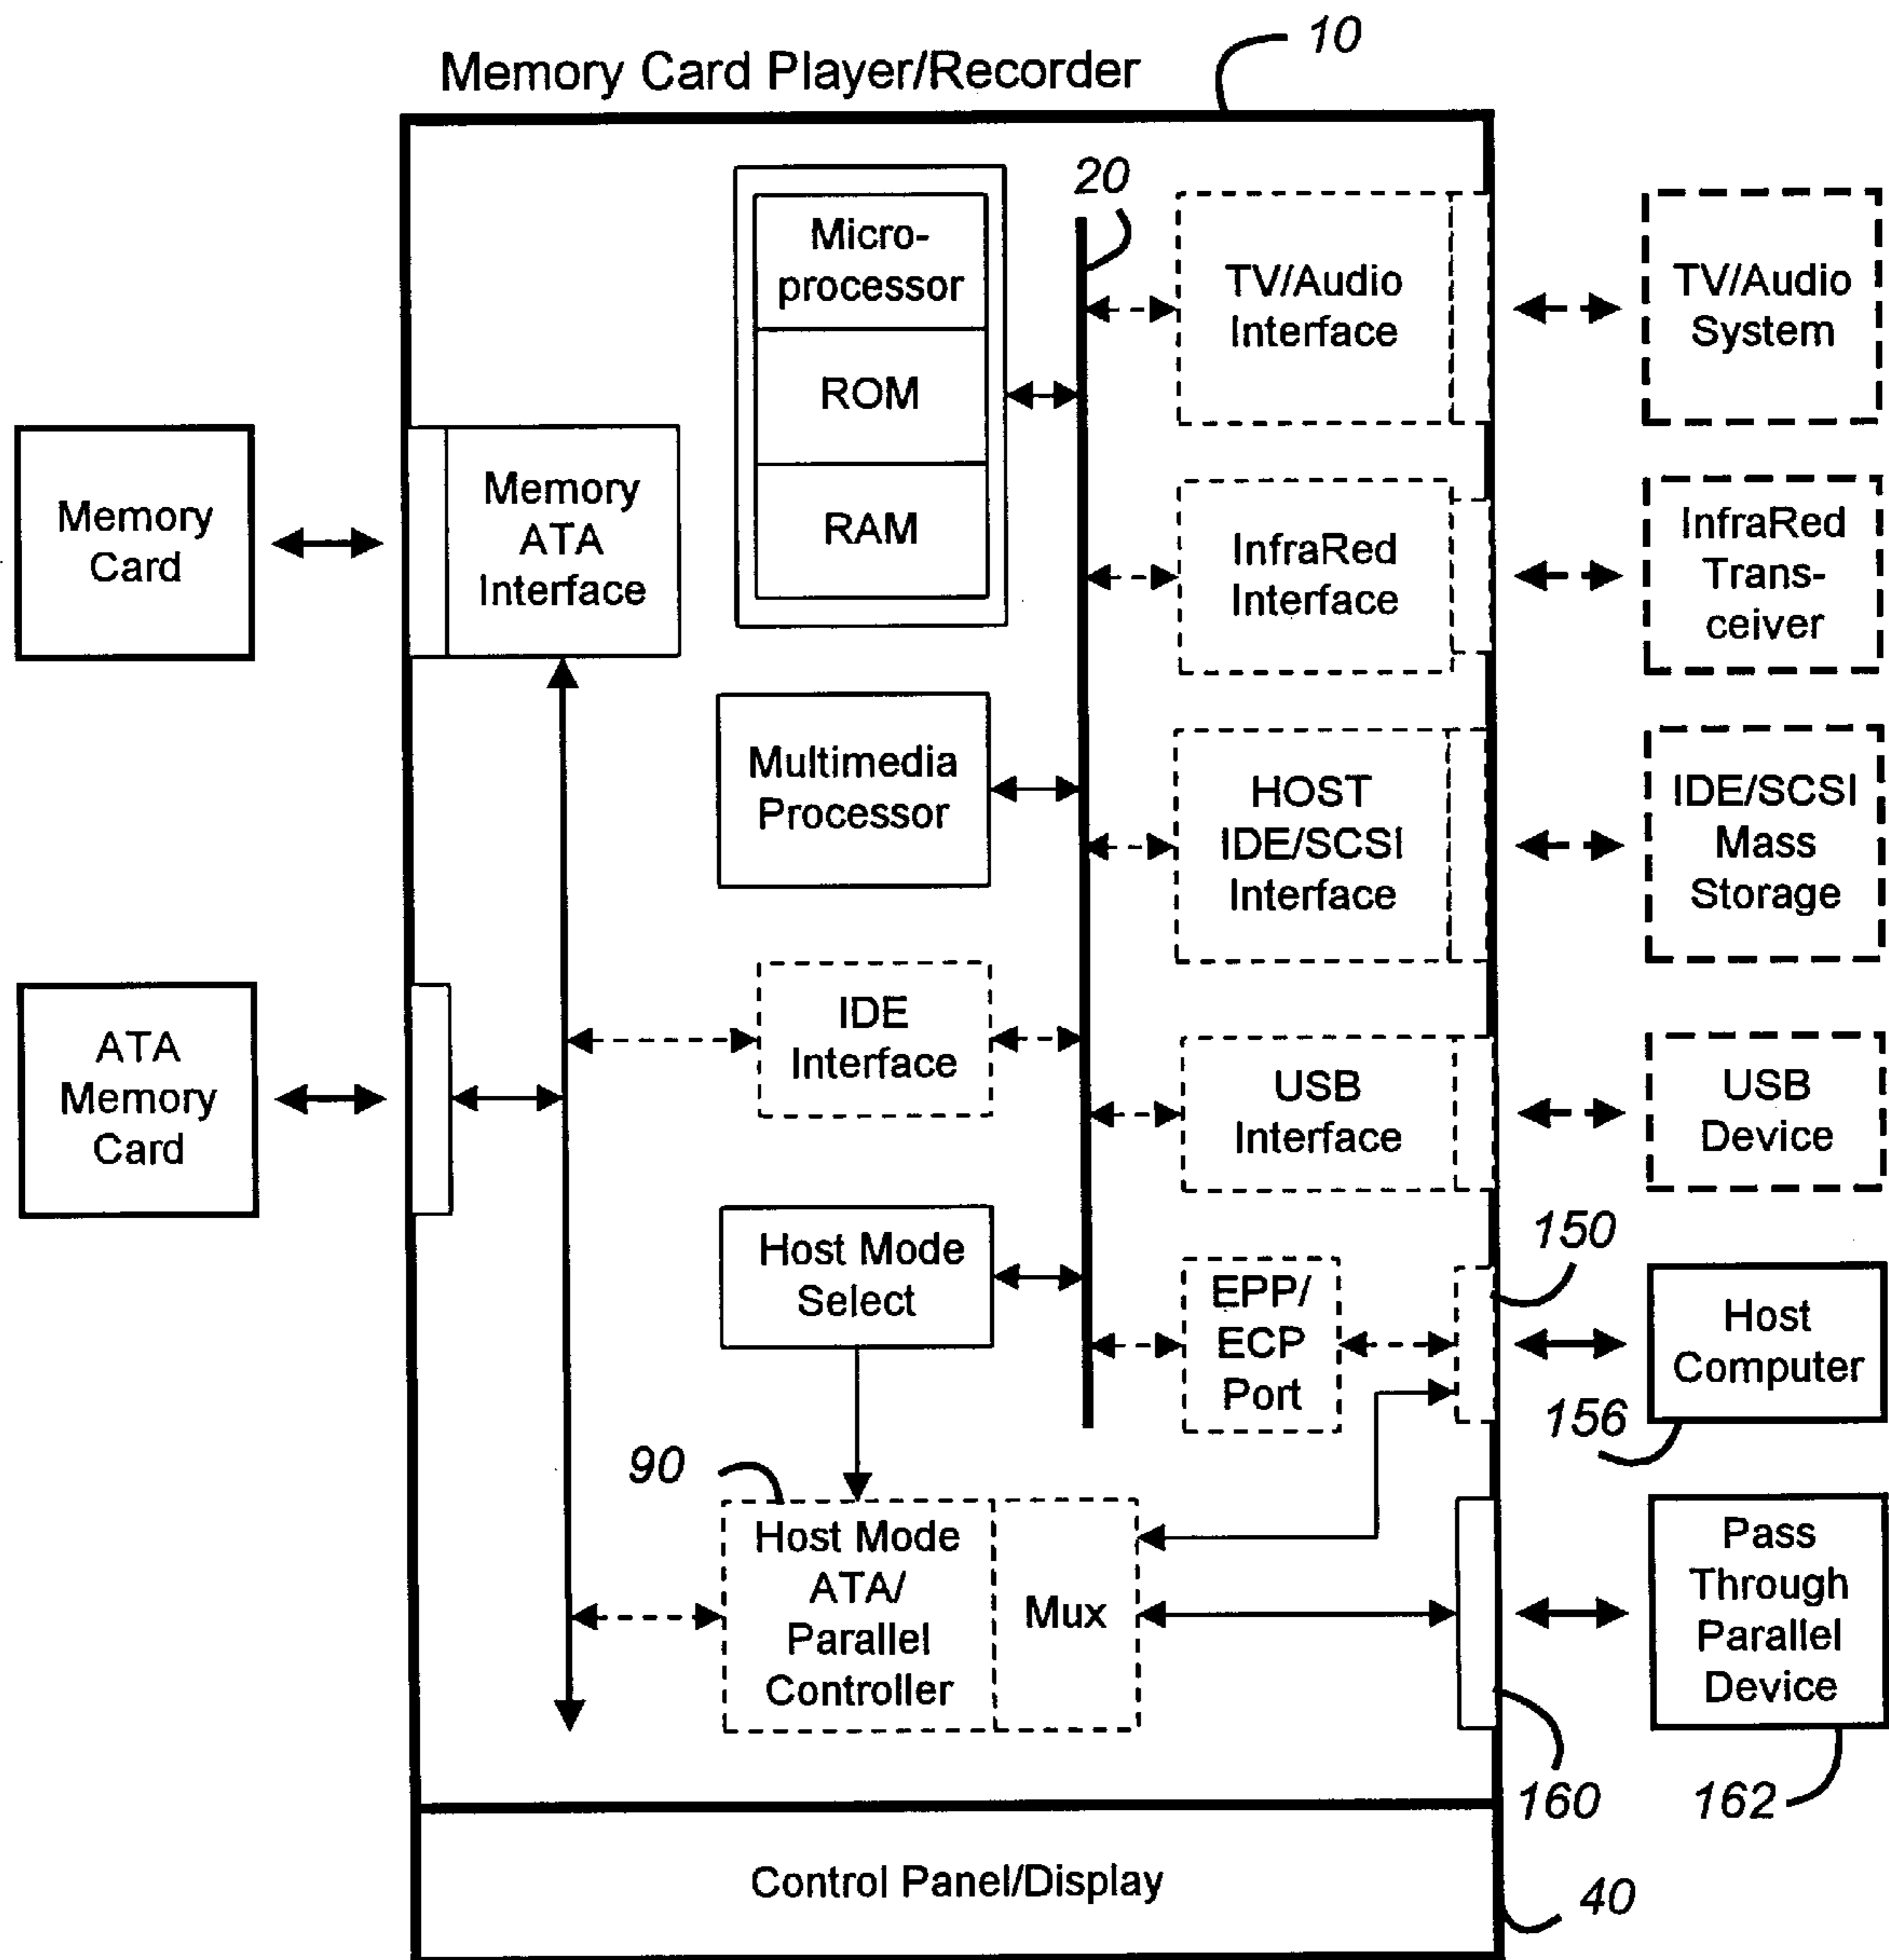 10
Memory Card Player/Recorder
20
Micro-
processor
ROM
RAM
TV/Audio
Interface
TV/Audio
System
Memory
Card
Memory
ATA
Interface
InfraRed
Interface
InfraRed
Trans-
ceiver
Multimedia
Processor
HOST
IDE/SCSI
Interface
IDE/SCSI
Mass
Storage
ATA
Memory
Card
IDE
Interface
USB
Interface
USB
Device
150
Host Mode
Select
EPP/
ECP
Port
Host
Computer
156
90
Host Mode
ATA/
Parallel
Controller
Mux
Pass
Through
Parallel
Device
160
162
Control Panel/Display
40